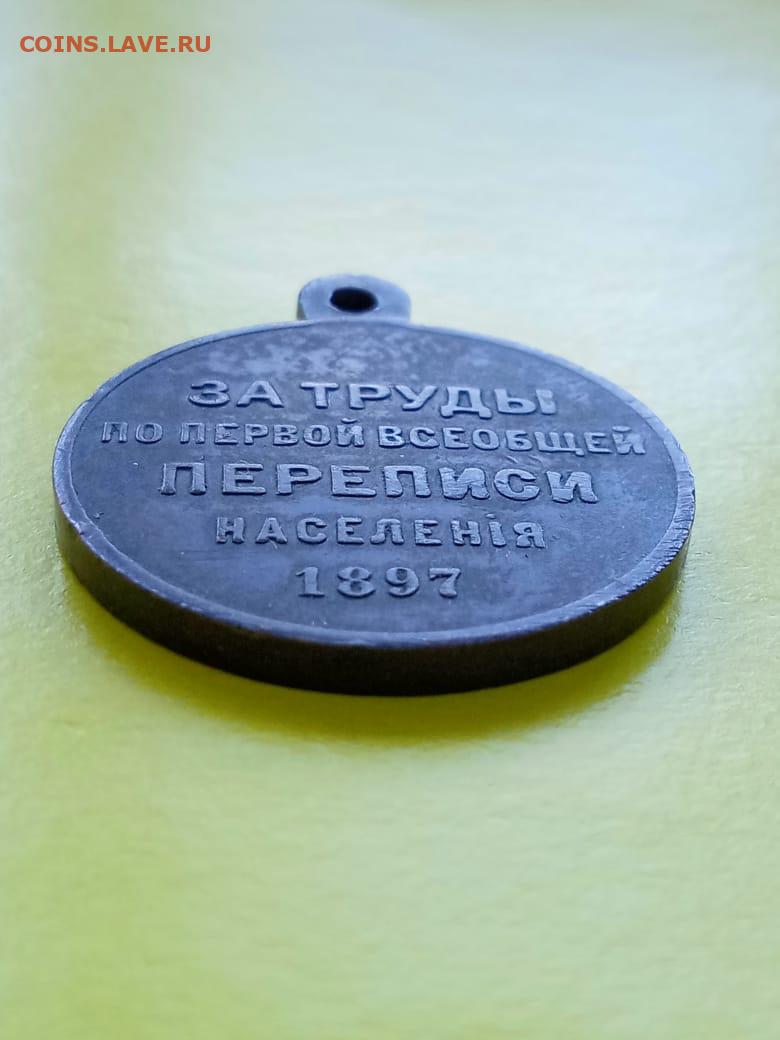 COINS.LAVE.RU
ЗА ТРУДЫ
ПО ПЕРВОЙ ВСЕОБЩЕЙ
ПЕРЕПИСИ
НАСЕЛЕНІЯ
1897